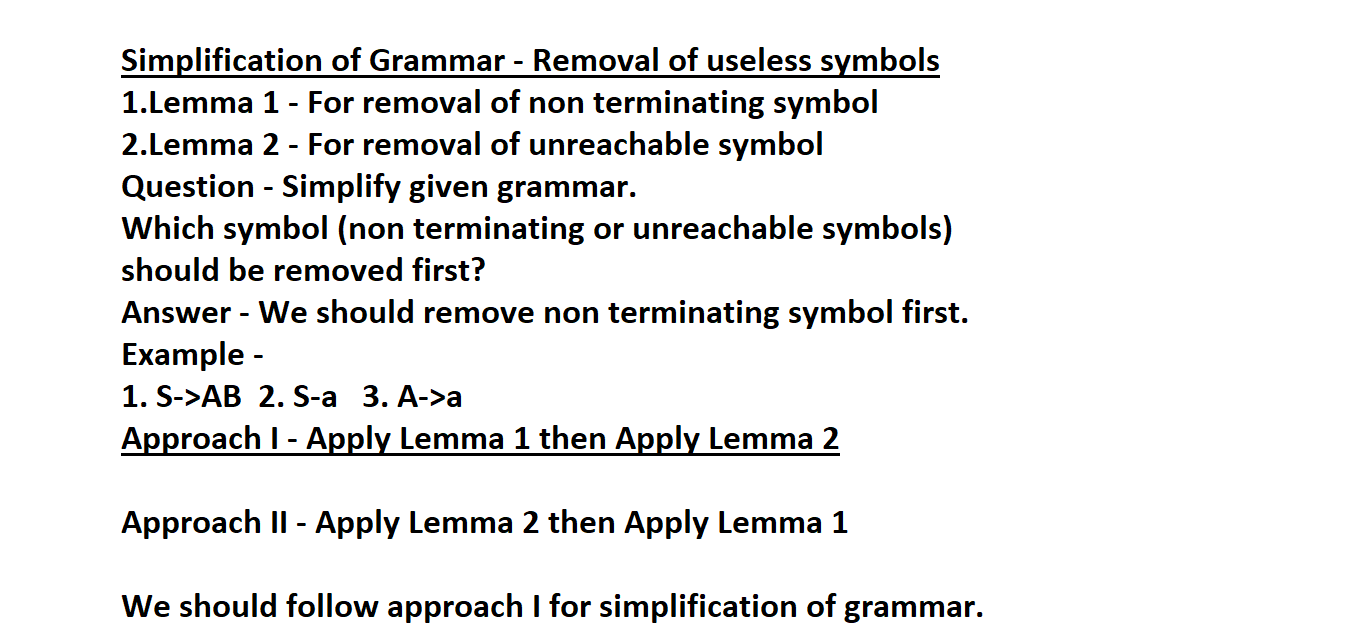 Simplification of Grammar - Removal of useless symbols
1.Lemma 1 - For removal of non terminating symbol
2.Lemma 2 - For removal of unreachable symbol
Question - Simplify given grammar.
Which symbol (non terminating or unreachable symbols)
should be removed first?
Answer - We should remove non terminating symbol first.
Example -
1. S->AB  2. S-a   3. A->a
Approach I - Apply Lemma 1 then Apply Lemma 2
Approach II - Apply Lemma 2 then Apply Lemma 1
We should follow approach I for simplification of grammar.